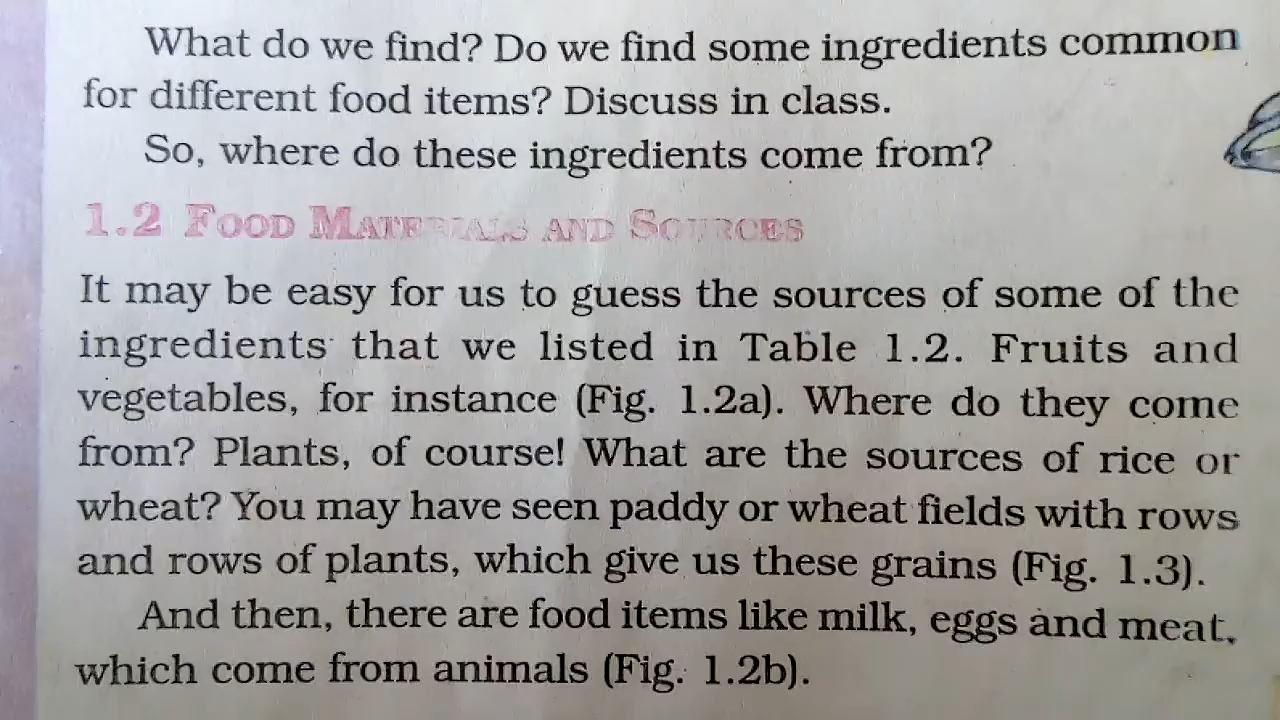 What do we find? Do we find some ingredients common
for different food items? Discuss in class.
So, where do these ingredients come from?
1.2 FOOD MATERIALS AND SOURCES
It may be easy for us to guess the sources of some of the
ingredients that we listed in Table 1.2. Fruits and
vegetables, for instance (Fig. 1.2a). Where do they come
from? Plants, of course! What are the sources of rice or
wheat? You may have seen paddy or wheat fields with rows
and rows of plants, which give us these grains (Fig. 1.3).
And then, there are food items like milk, eggs and meat,
which come from animals (Fig. 1.2b).